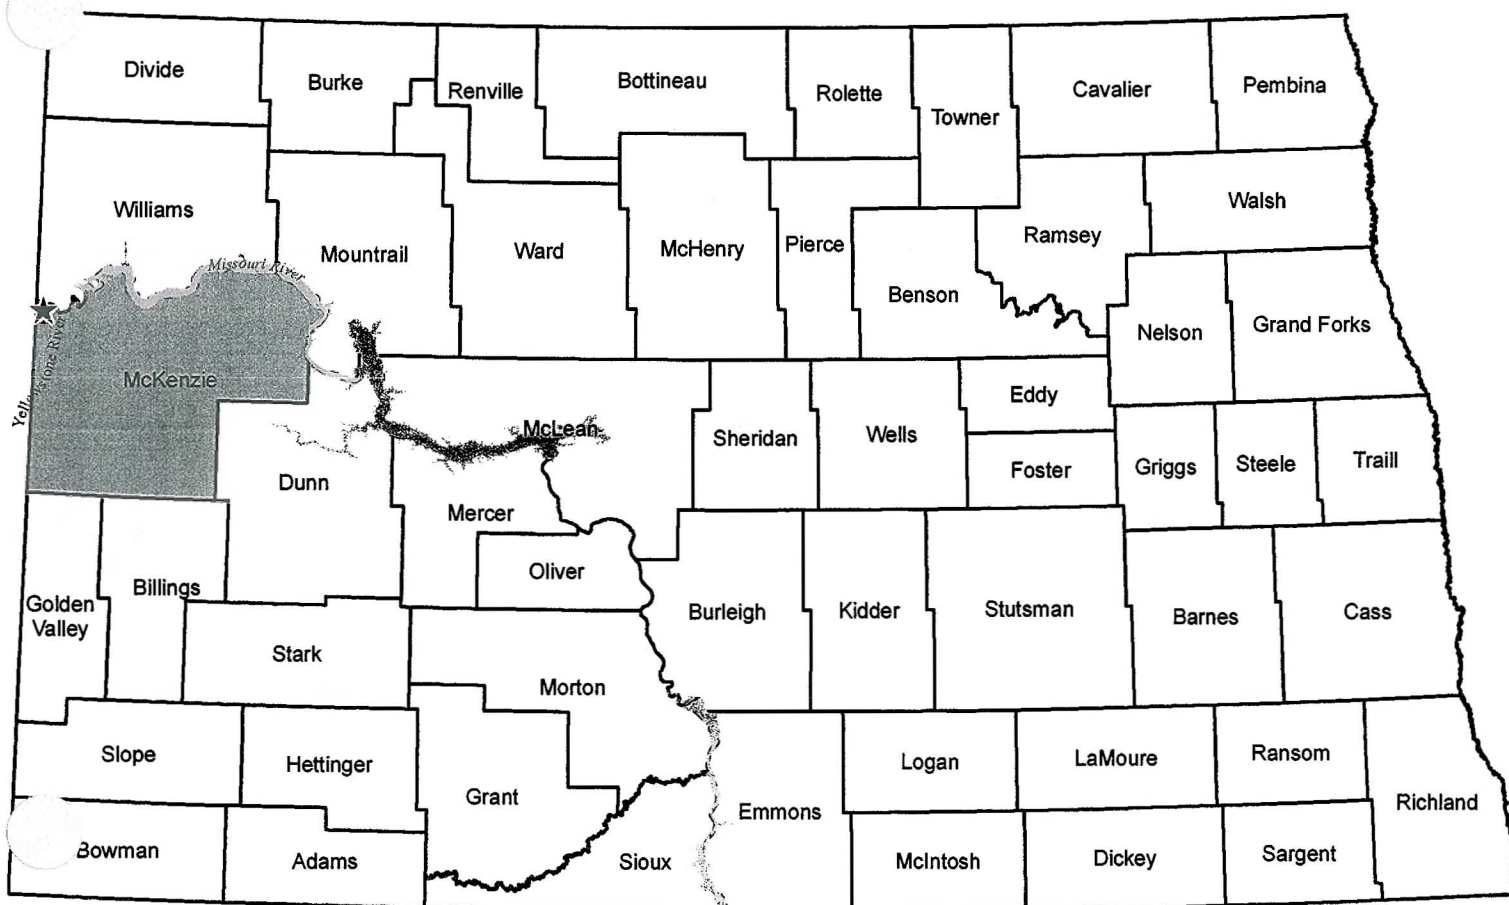 Divide
Burke
Renville
Bottineau
Rolette
Towner
Cavalier
Pembina
Williams
Mountrail
Ward
McHenry
Pierce
Benson
Ramsey
Walsh
Missouri River
Yellowstone River
McKenzie
Nelson
Grand Forks
Dunn
McLean
Sheridan
Wells
Eddy
Foster
Griggs
Steele
Traill
Mercer
Oliver
Golden
Valley
Billings
Stark
Burleigh
Kidder
Stutsman
Barnes
Cass
Morton
Slope
Hettinger
Grant
Emmons
Logan
LaMoure
Ransom
Richland
Bowman
Adams
Sioux
McIntosh
Dickey
Sargent